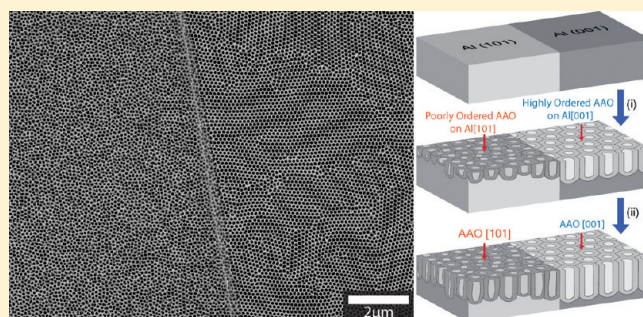 2μm
Al (101)
Al (001)
(i)
Poorly Ordered AAO
on Al[101]
Highly Ordered AAO
on Al[001]
(ii)
AAO [101]
AAO [001]